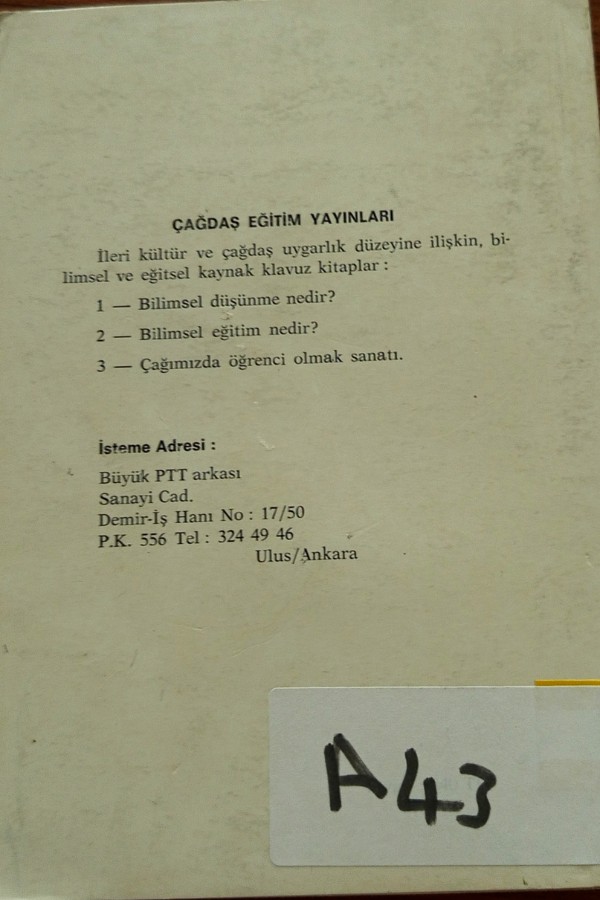 ÇAĞDAŞ EĞİTİM YAYINLARI
İleri kültür ve çağdaş uygarlık düzeyine ilişkin, bi-
limsel ve eğitsel kaynak klavuz kitaplar :
1 — Bilimsel düşünme nedir?
2 — Bilimsel eğitim nedir?
3 — Çağımızda öğrenci olmak sanatı.
İsteme Adresi :
Büyük PTT arkası
Sanayi Cad.
Demir-İş Hanı No : 17/50
P.K. 556 Tel : 324 49 46
Ulus/Ankara
A43